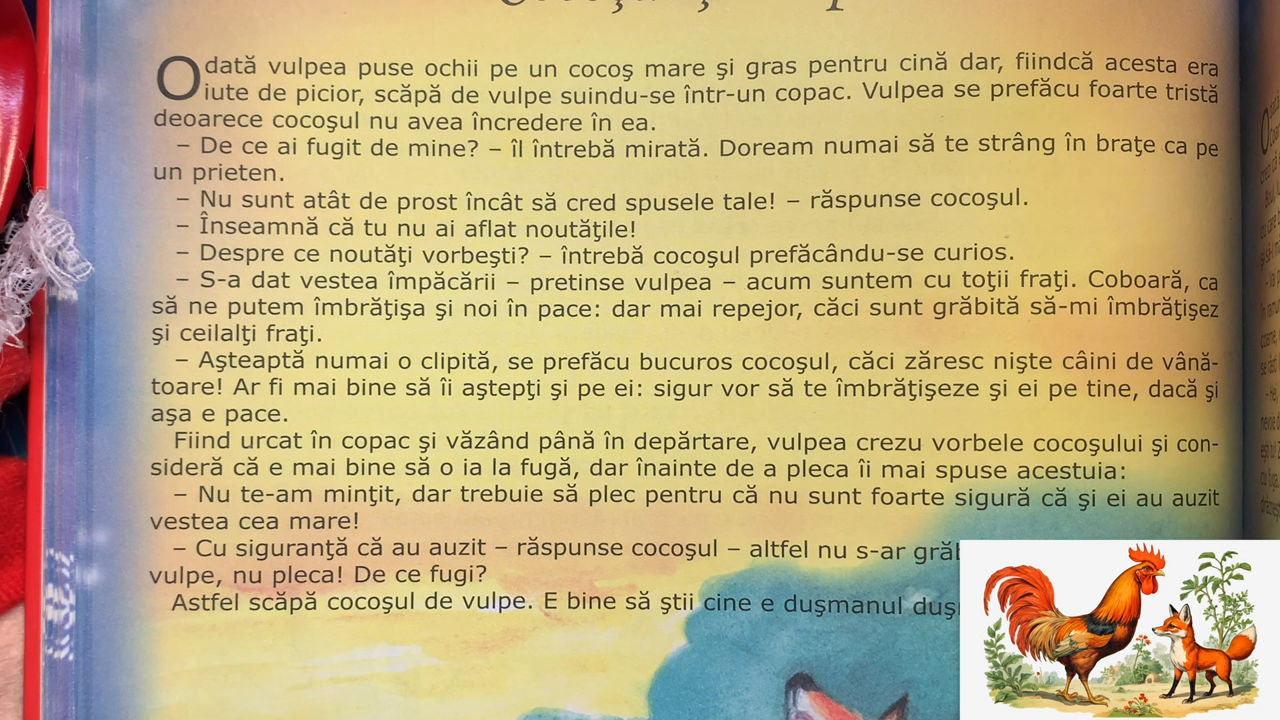 Odată vulpea puse ochii pe un cocoş mare şi gras pentru cină dar, fiindcă acesta era
iute de picior, scăpă de vulpe suindu-se într-un copac. Vulpea se prefăcu foarte tristă
deoarece cocoşul nu avea încredere în ea.
– De ce ai fugit de mine? – îl întrebă mirată. Doream numai să te strâng în braţe ca pe
un prieten.
– Nu sunt atât de prost încât să cred spusele tale! – răspunse cocoşul.
– Înseamnă că tu nu ai aflat noutăţile!
– Despre ce noutăţi vorbeşti? – întrebă cocoşul prefăcându-se curios.
– S-a dat vestea împăcării – pretinse vulpea – acum suntem cu toţii fraţi. Coboară, ca
să ne putem îmbrăţişa şi noi în pace: dar mai repejor, căci sunt grăbită să-mi îmbrăţişez
şi ceilalţi fraţi.
– Aşteaptă numai o clipită, se prefăcu bucuros cocoşul, căci zăresc nişte câini de vână-
toare! Ar fi mai bine să îi aştepţi şi pe ei: sigur vor să te îmbrăţişeze şi ei pe tine, dacă şi
aşa e pace.
Fiind urcat în copac şi văzând până în depărtare, vulpea crezu vorbele cocoşului şi con-
sideră că e mai bine să o ia la fugă, dar înainte de a pleca îi mai spuse acestuia:
– Nu te-am minţit, dar trebuie să plec pentru că nu sunt foarte sigură că şi ei au auzit
vestea cea mare!
– Cu siguranţă că au auzit – răspunse cocoşul – altfel nu s-ar
vulpe, nu pleca! De ce fugi?
Astfel scăpă cocoşul de vulpe. E bine să ştii cine e duşmanul